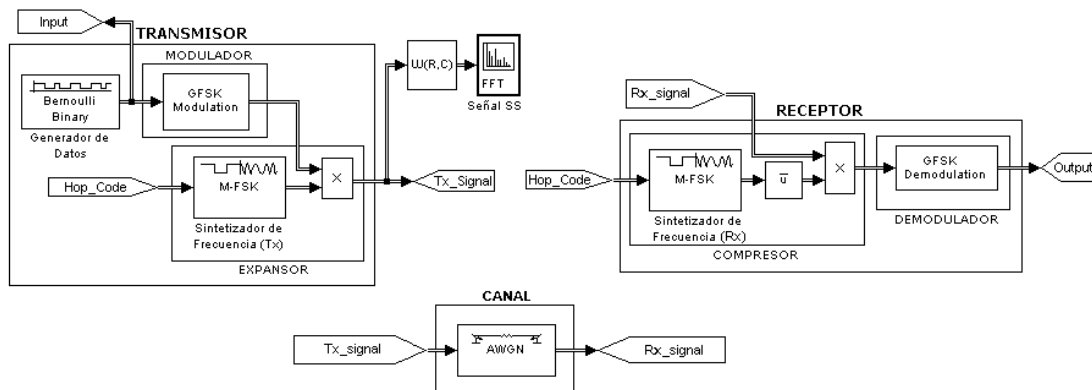 Input
TRANSMISOR
MODULADOR
Bernoulli
Binary
Generador de
Datos
GFSK
Modulation
U(R,C)
FFT
Señal SS
Hop_Code
M-FSK
Sintetizador de
Frecuencia (Tx)
×
Tx_Signal
EXPANSOR
Rx_signal
RECEPTOR
Hop_Code
M-FSK
Sintetizador de
Frecuencia (Rx)
u
×
COMPRESOR
GFSK
Demodulation
DEMODULADOR
Output
CANAL
Tx_signal
AWGN
Rx_signal